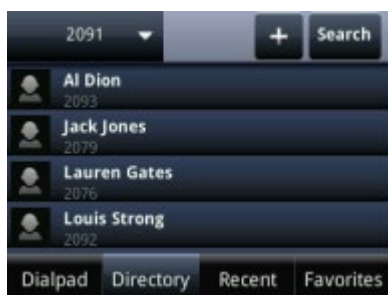 2091 + Search
Al Dion
2093
Jack Jones
2079
Lauren Gates
2076
Louis Strong
2092
Dialpad Directory Recent Favorites